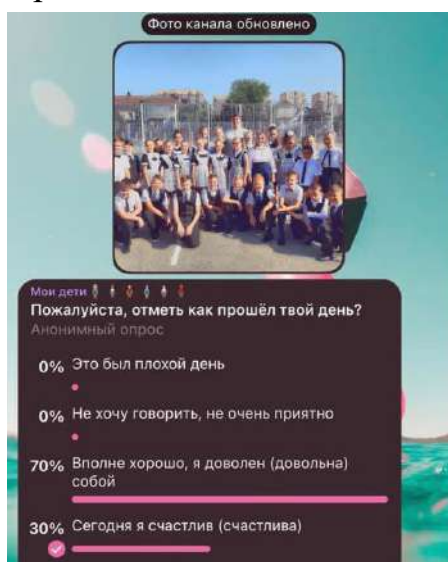 Фото канала обновлено
Мои дети
Пожалуйста, отметь как прошёл твой день?
Анонимный опрос
0% Это был плохой день
0% Не хочу говорить, не очень приятно
70% Вполне хорошо, я доволен (довольна)
собой
30% Сегодня я счастлив (счастлива)